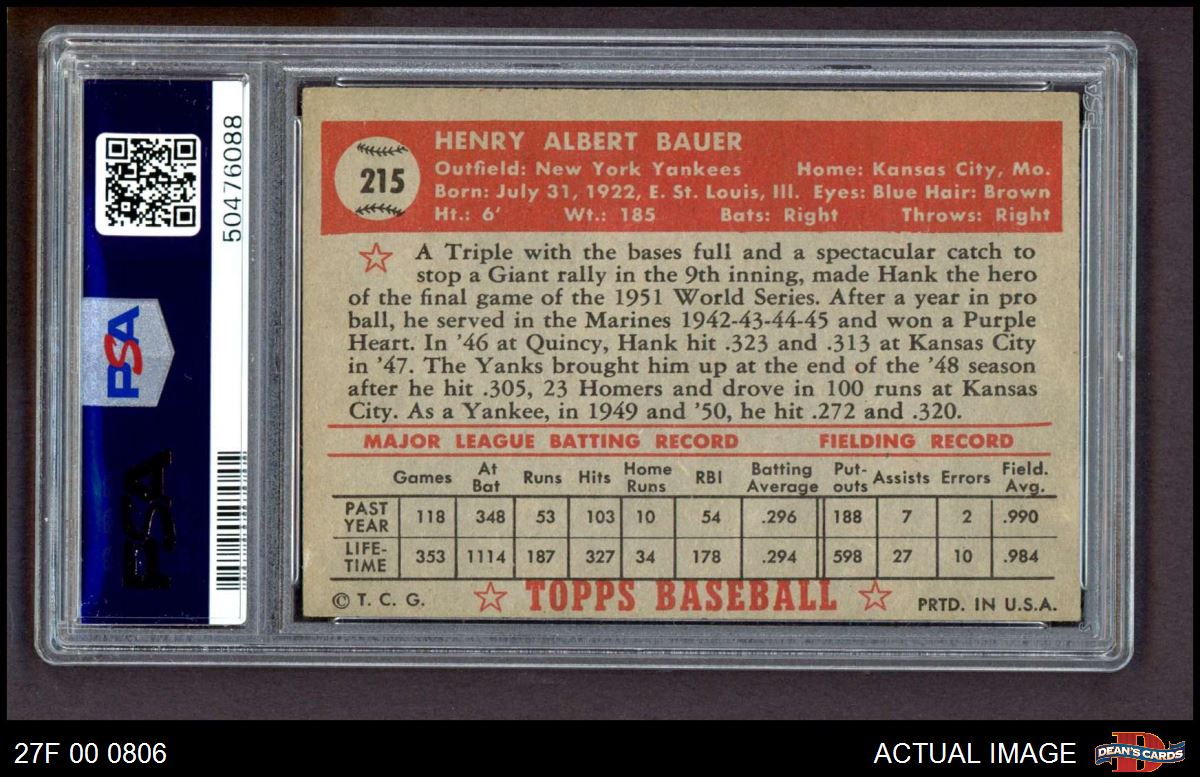 50476088
PSA
PSA
215
HENRY ALBERT BAUER
Outfield: New York Yankees Home: Kansas City, Mo.
Born: July 31, 1922, E. St. Louis, Ill. Eyes: Blue Hair: Brown
Ht.: 6' Wt.: 185 Bats: Right Throws: Right
A Triple with the bases full and a spectacular catch to
stop a Giant rally in the 9th inning, made Hank the hero
of the final game of the 1951 World Series. After a year in pro
ball, he served in the Marines 1942-43-44-45 and won a Purple
Heart. In '46 at Quincy, Hank hit .323 and .313 at Kansas City
in '47. The Yanks brought him up at the end of the '48 season
after he hit .305, 23 Homers and drove in 100 runs at Kansas
City. As a Yankee, in 1949 and '50, he hit .272 and .320.
MAJOR LEAGUE BATTING RECORD FIELDING RECORD
Games At Bat Runs Hits Home Runs RBI Batting Average Put-outs Assists Errors Field. Avg.
PAST YEAR 118 348 53 103 10 54 .296 188 7 2 .990
LIFE-TIME 353 1114 187 327 34 178 .294 598 27 10 .984
© T. C. G. TOPPS BASEBALL PRTD. IN U.S.A.
27F 00 0806 ACTUAL IMAGE DEAN'S CARDS